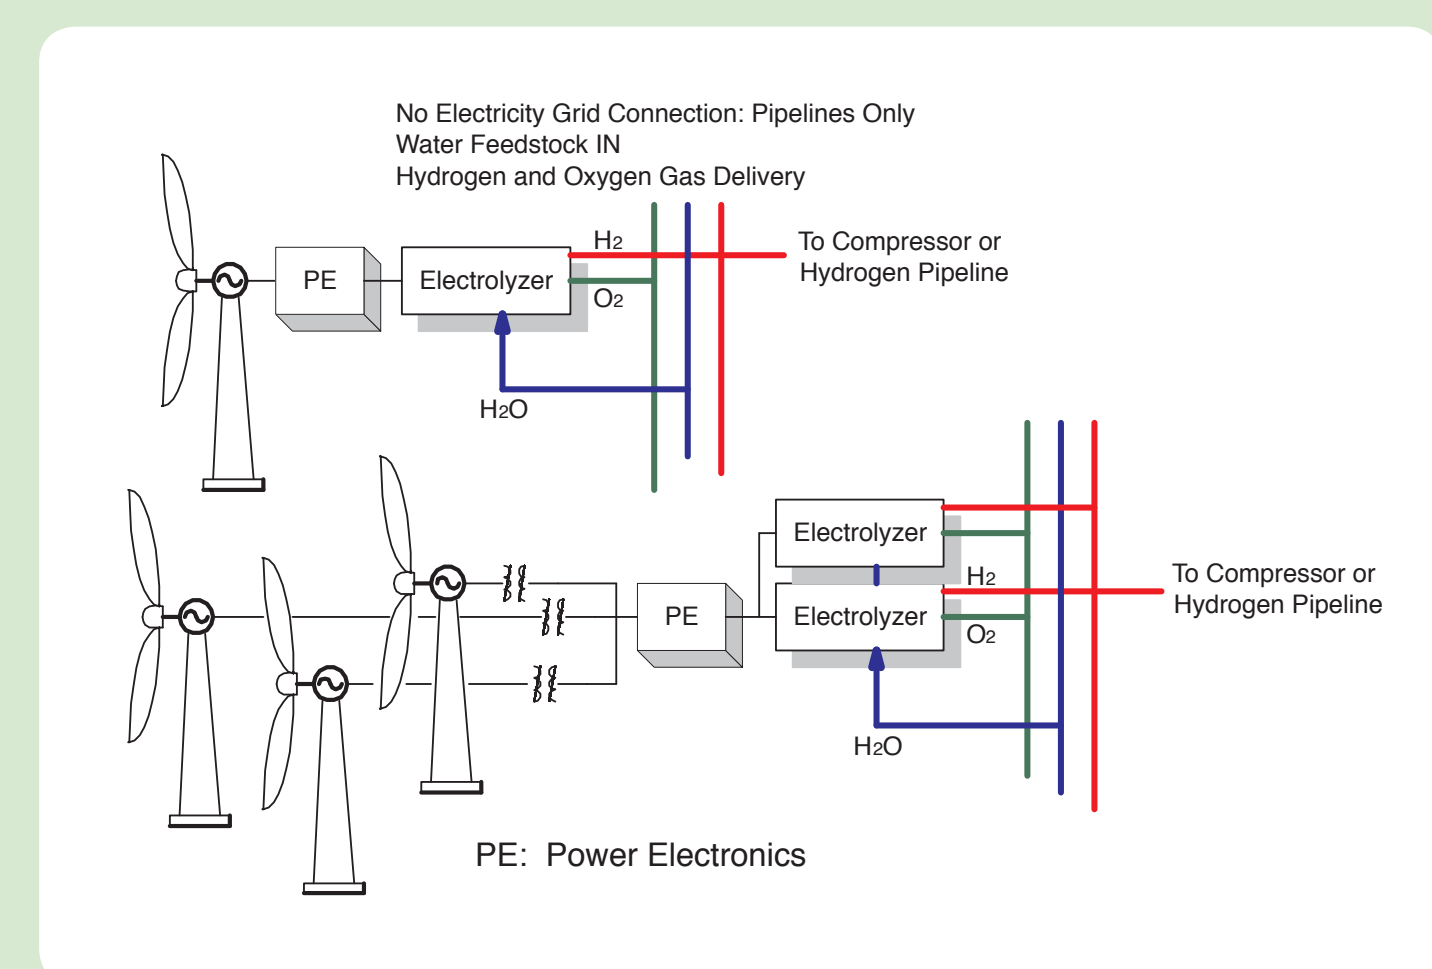 No Electricity Grid Connection: Pipelines Only
Water Feedstock IN
Hydrogen and Oxygen Gas Delivery
H2
To Compressor or
Hydrogen Pipeline
PE
Electrolyzer
O2
H2O
Electrolyzer
H2
To Compressor or
Hydrogen Pipeline
PE
Electrolyzer
O2
H2O
PE: Power Electronics